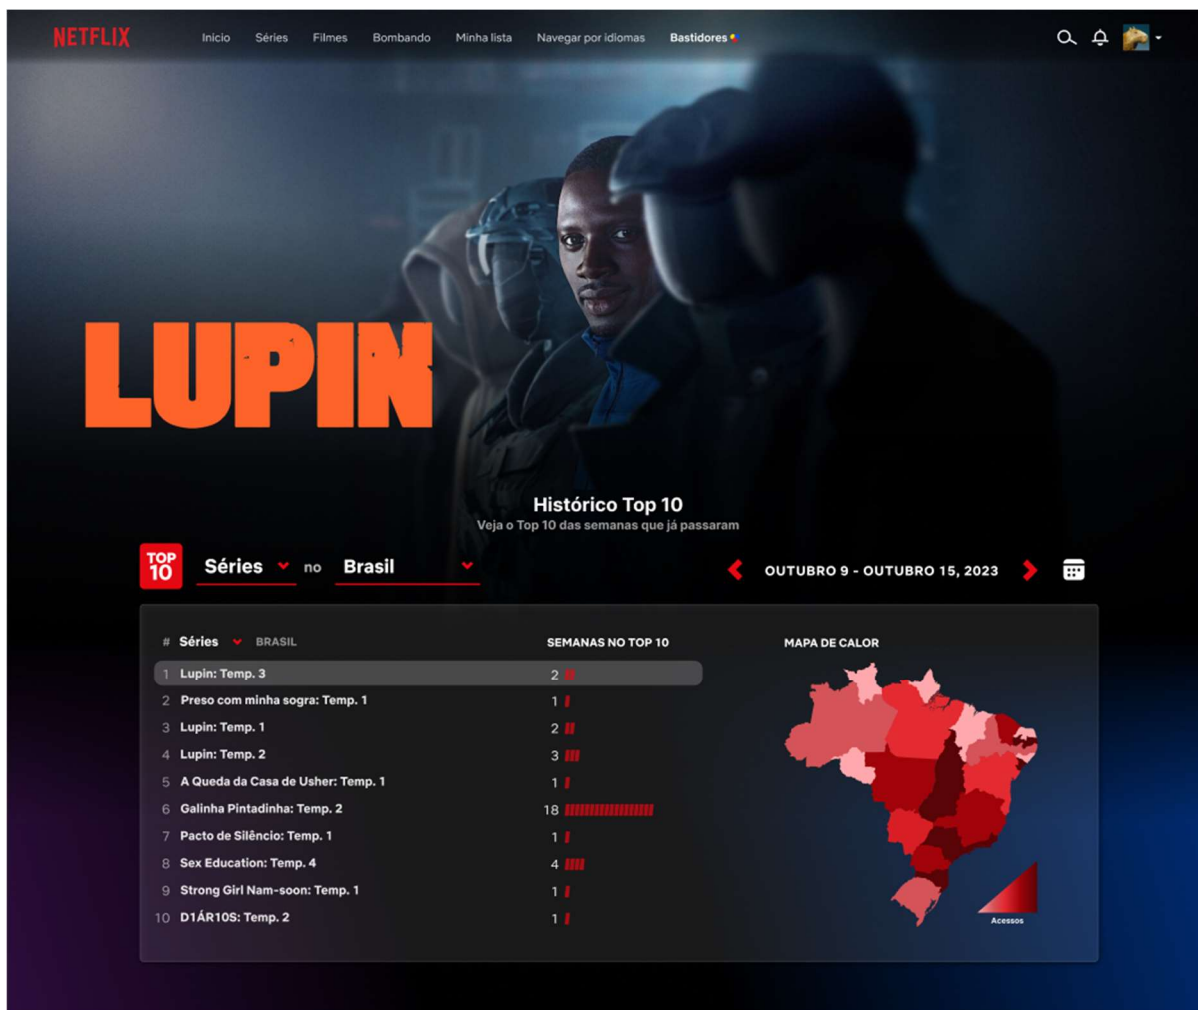 NETFLIX Início Séries Filmes Bombando Minha lista Navegar por idiomas Bastidores
LUPIN
Histórico Top 10
Veja o Top 10 das semanas que já passaram
TOP 10 Séries no Brasil OUTUBRO 9 - OUTUBRO 15, 2023
# Séries BRASIL SEMANAS NO TOP 10 MAPA DE CALOR
1 Lupin: Temp. 3 2
2 Preso com minha sogra: Temp. 1 1
3 Lupin: Temp. 1 2
4 Lupin: Temp. 2 3
5 A Queda da Casa de Usher: Temp. 1 1
6 Galinha Pintadinha: Temp. 2 18
7 Pacto de Silêncio: Temp. 1 1
8 Sex Education: Temp. 4 4
9 Strong Girl Nam-soon: Temp. 1 1
10 D1ÁR10S: Temp. 2 1
Acessos